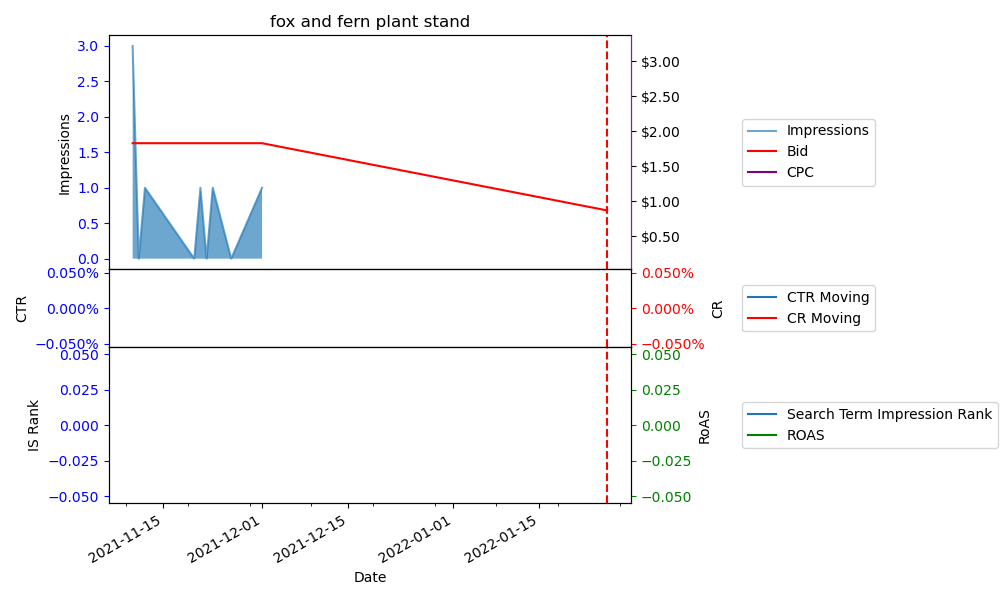 fox and fern plant stand
Impressions
3.0
2.5
2.0
1.5
1.0
0.5
0.0
$3.00
$2.50
$2.00
$1.50
$1.00
$0.50
Impressions
Bid
CPC
CTR
0.050%
0.000%
−0.050%
0.050%
0.000%
−0.050%
CR
CTR Moving
CR Moving
IS Rank
0.050
0.025
0.000
−0.025
−0.050
0.050
0.025
0.000
−0.025
−0.050
RoAS
Search Term Impression Rank
ROAS
2021-11-15
2021-12-01
2021-12-15
2022-01-01
2022-01-15
Date